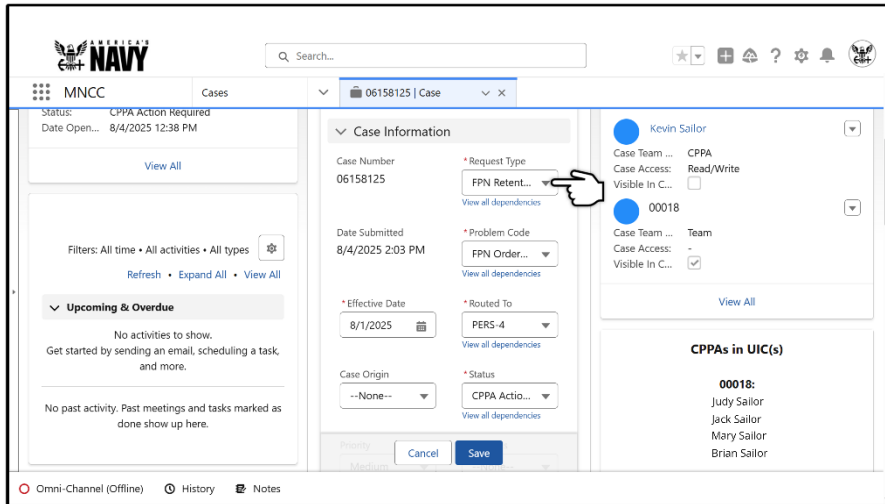 AMERICA'S
NAVY
Search...
MNCC
Cases
06158125 | Case
Status: CPPA Action Required
Date Open... 8/4/2025 12:38 PM
View All
Filters: All time • All activities • All types
Refresh • Expand All • View All
Upcoming & Overdue
No activities to show.
Get started by sending an email, scheduling a task,
and more.
No past activity. Past meetings and tasks marked as
done show up here.
Case Information
Case Number
06158125
*Request Type
FPN Retent...
View all dependencies
Date Submitted
8/4/2025 2:03 PM
*Problem Code
FPN Order...
View all dependencies
*Effective Date
8/1/2025
*Routed To
PERS-4
View all dependencies
Case Origin
--None--
*Status
CPPA Actio...
View all dependencies
Priority
Medium
Cancel
Save
Kevin Sailor
Case Team ... CPPA
Case Access: Read/Write
Visible In C...
00018
Case Team ... Team
Case Access: -
Visible In C...
View All
CPPAs in UIC(s)
00018:
Judy Sailor
Jack Sailor
Mary Sailor
Brian Sailor
Omni-Channel (Offline)
History
Notes